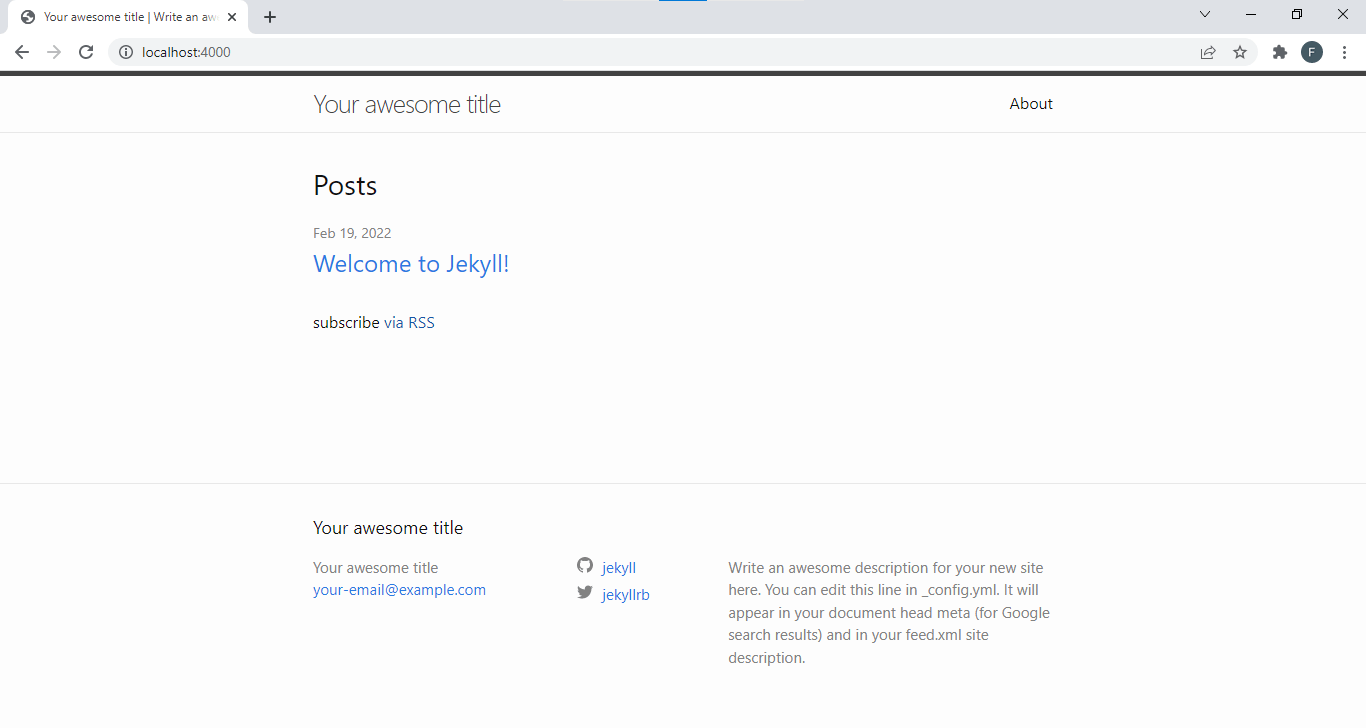 Your awesome title | Write an aw
localhost:4000
F
Your awesome title
About
Posts
Feb 19, 2022
Welcome to Jekyll!
subscribe via RSS
Your awesome title
Your awesome title
your-email@example.com
jekyll
jekyllrb
Write an awesome description for your new site
here. You can edit this line in _config.yml. It will
appear in your document head meta (for Google
search results) and in your feed.xml site
description.